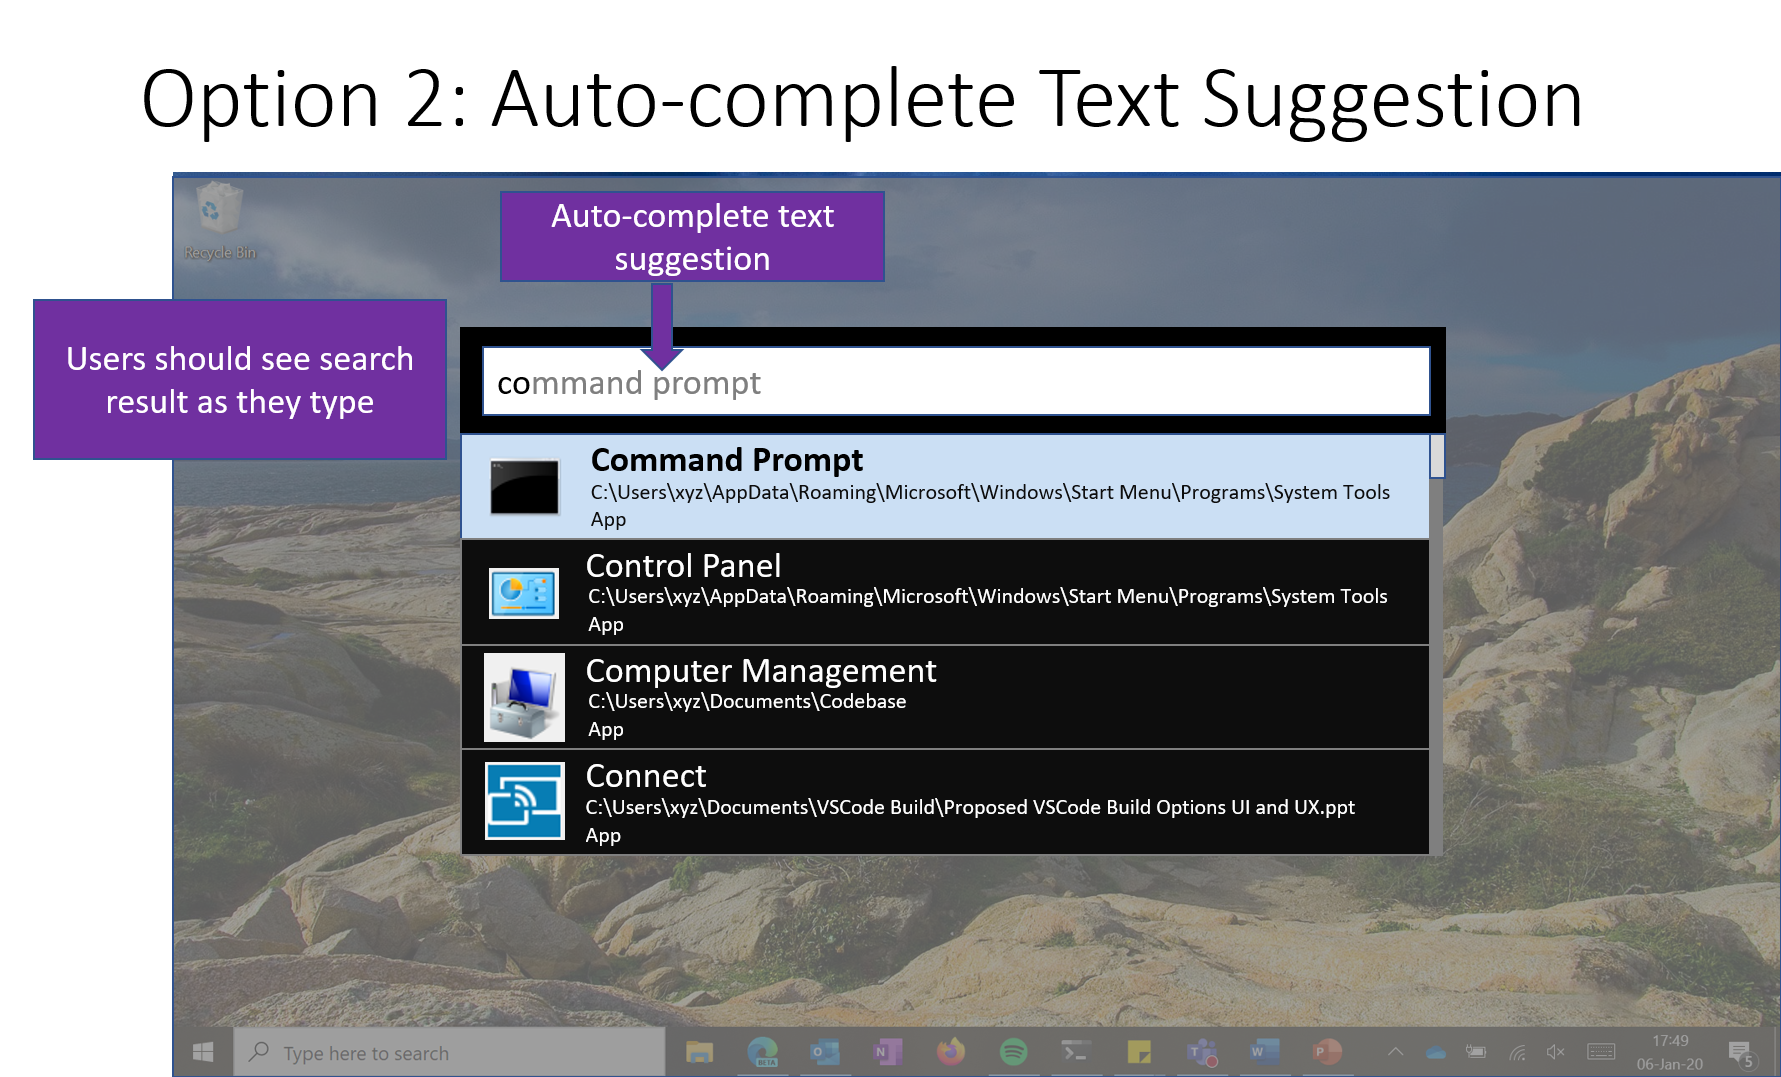 Option 2: Auto-complete Text Suggestion
Recycle Bin
Auto-complete text
suggestion
Users should see search
result as they type
command prompt
Command Prompt
C:\Users\xyz\AppData\Roaming\Microsoft\Windows\Start Menu\Programs\System Tools
App
Control Panel
C:\Users\xyz\AppData\Roaming\Microsoft\Windows\Start Menu\Programs\System Tools
App
Computer Management
C:\Users\xyz\Documents\Codebase
App
Connect
C:\Users\xyz\Documents\VSCode Build\Proposed VSCode Build Options UI and UX.ppt
App
Type here to search
BETA
17:49
06-Jan-20
5